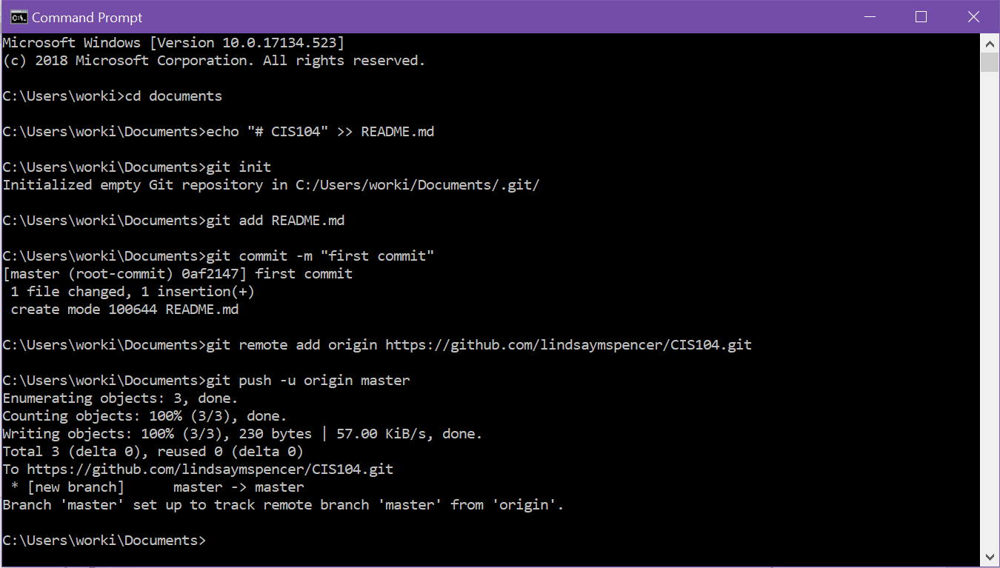 Command Prompt
Microsoft Windows [Version 10.0.17134.523]
(c) 2018 Microsoft Corporation. All rights reserved.
C:\Users\worki>cd documents
C:\Users\worki\Documents>echo "# CIS104" >> README.md
C:\Users\worki\Documents>git init
Initialized empty Git repository in C:/Users/worki/Documents/.git/
C:\Users\worki\Documents>git add README.md
C:\Users\worki\Documents>git commit -m "first commit"
[master (root-commit) 0af2147] first commit
 1 file changed, 1 insertion(+)
 create mode 100644 README.md
C:\Users\worki\Documents>git remote add origin https://github.com/lindsaymspencer/CIS104.git
C:\Users\worki\Documents>git push -u origin master
Enumerating objects: 3, done.
Counting objects: 100% (3/3), done.
Writing objects: 100% (3/3), 230 bytes | 57.00 KiB/s, done.
Total 3 (delta 0), reused 0 (delta 0)
To https://github.com/lindsaymspencer/CIS104.git
 * [new branch]      master -> master
Branch 'master' set up to track remote branch 'master' from 'origin'.
C:\Users\worki\Documents>